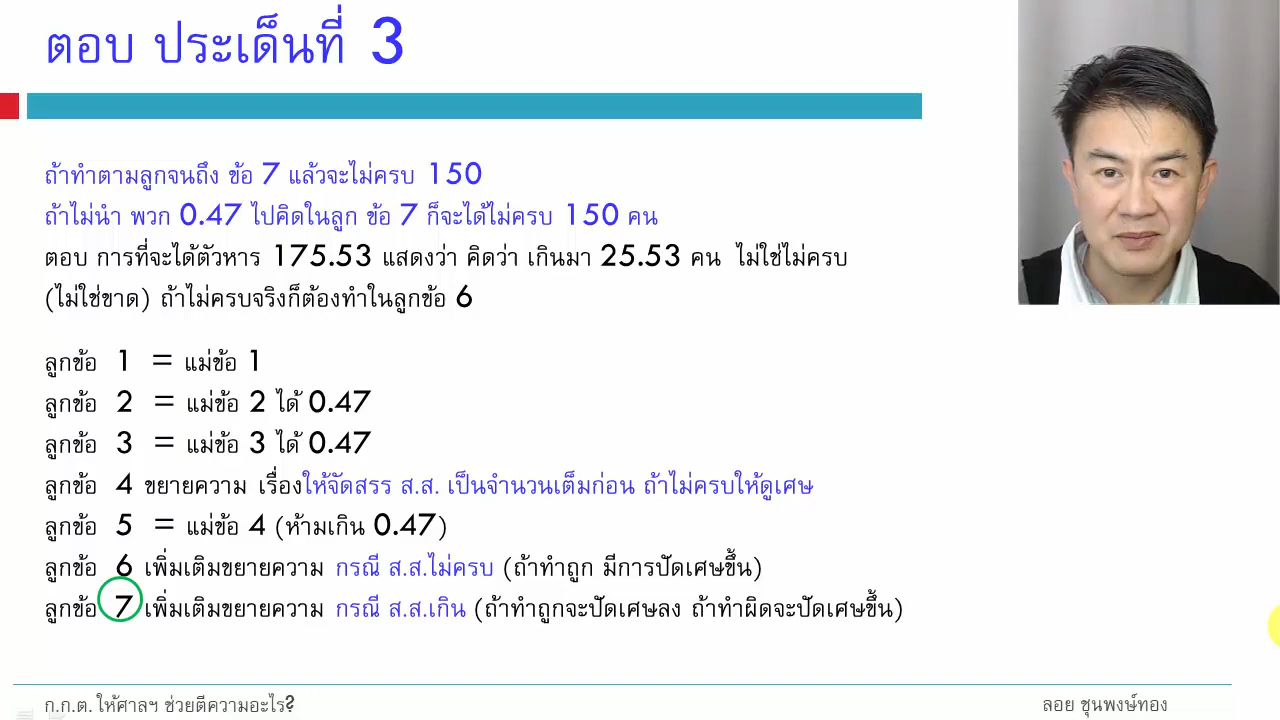 ตอบ ประเด็นที่ 3
ถ้าทำตามลูกจนถึง ข้อ 7 แล้วจะไม่ครบ 150
ถ้าไม่นำ พวก 0.47 ไปคิดในลูก ข้อ 7 ก็จะได้ไม่ครบ 150 คน
ตอบ การที่จะได้ตัวหาร 175.53 แสดงว่า คิดว่า เกินมา 25.53 คน ไม่ใช่ไม่ครบ
(ไม่ใช่ขาด) ถ้าไม่ครบจริงก็ต้องทำในลูกข้อ 6
ลูกข้อ 1 = แม่ข้อ 1
ลูกข้อ 2 = แม่ข้อ 2 ได้ 0.47
ลูกข้อ 3 = แม่ข้อ 3 ได้ 0.47
ลูกข้อ 4 ขยายความ เรื่องให้จัดสรร ส.ส. เป็นจำนวนเต็มก่อน ถ้าไม่ครบให้ดูเศษ
ลูกข้อ 5 = แม่ข้อ 4 (ห้ามเกิน 0.47)
ลูกข้อ 6 เพิ่มเติมขยายความ กรณี ส.ส.ไม่ครบ (ถ้าทำถูก มีการปัดเศษขึ้น)
ลูกข้อ 7 เพิ่มเติมขยายความ กรณี ส.ส.เกิน (ถ้าทำถูกจะปัดเศษลง ถ้าทำผิดจะปัดเศษขึ้น)
ก.ก.ต. ให้ศาลฯ ช่วยตีความอะไร?
ลอย ชุนพงษ์ทอง